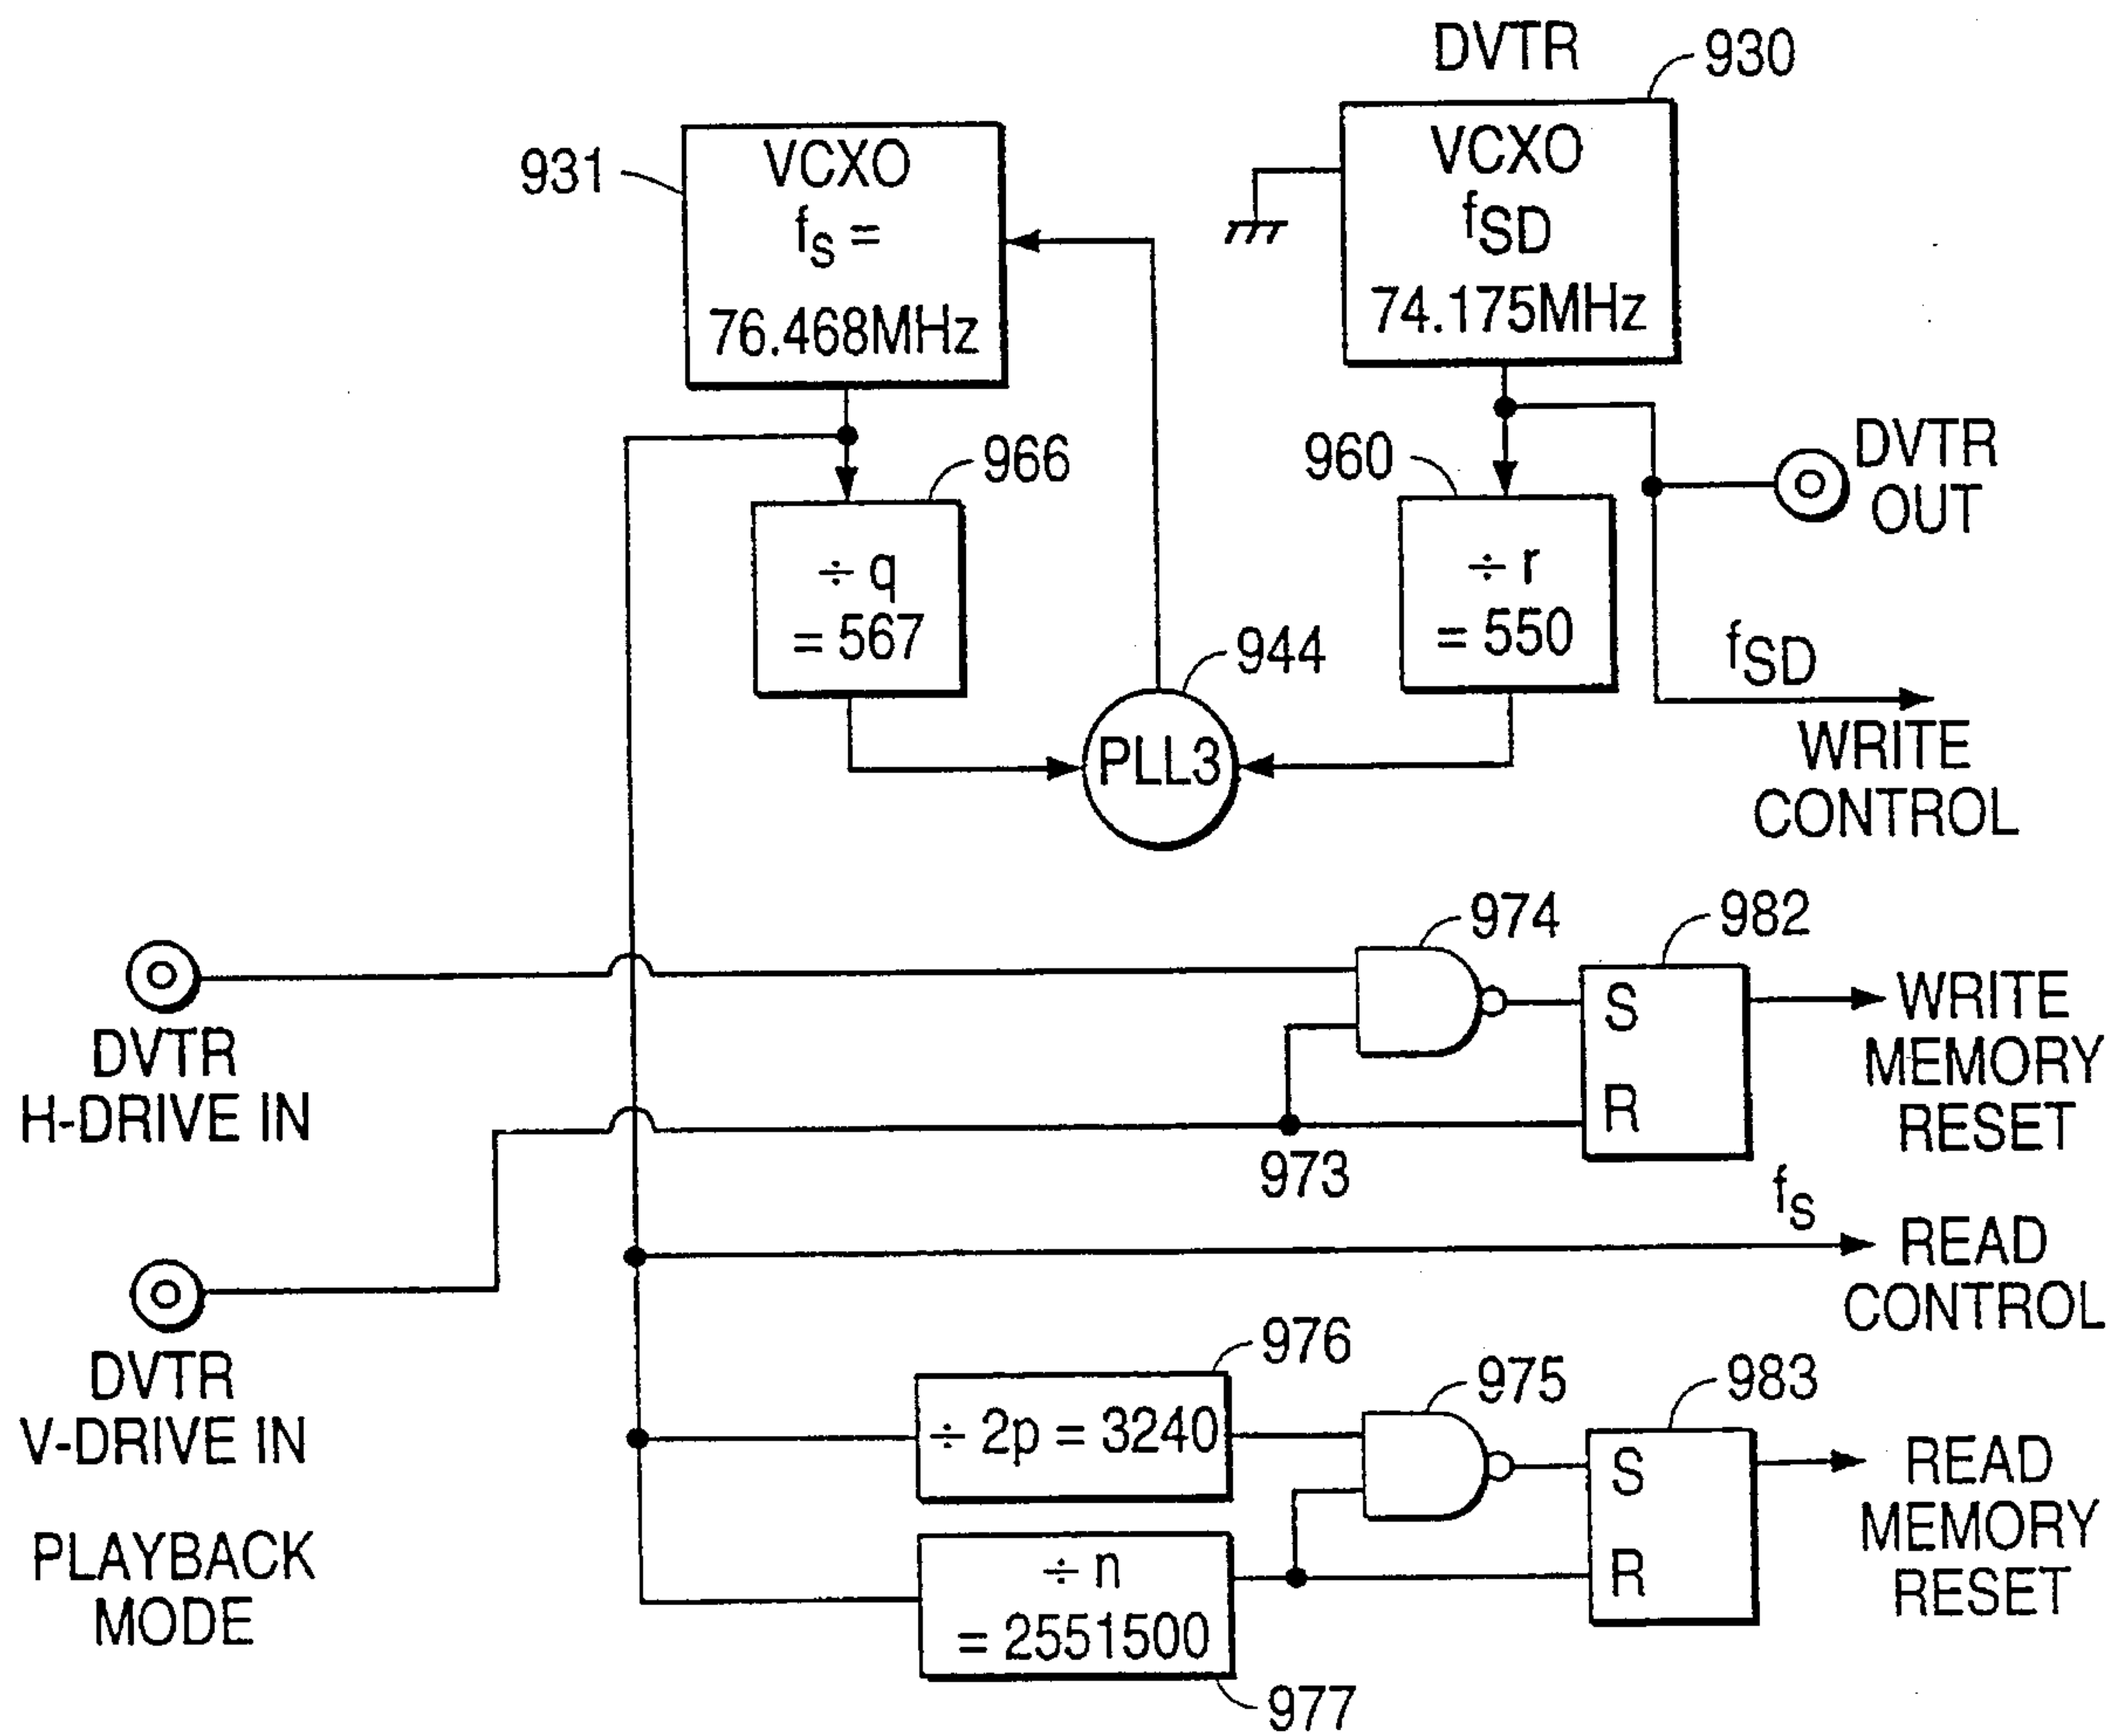 DVTR
930
931
VCXO
fS =
76.468MHz
VCXO
fSD
74.175MHz
966
960
DVTR
OUT
÷ q
= 567
÷ r
= 550
944
fSD
PLL3
WRITE
CONTROL
974
982
DVTR
H-DRIVE IN
S
R
WRITE
MEMORY
RESET
973
fS
READ
CONTROL
DVTR
V-DRIVE IN
976
975
983
÷ 2p = 3240
S
R
READ
MEMORY
RESET
PLAYBACK
MODE
÷ n
= 2551500
977